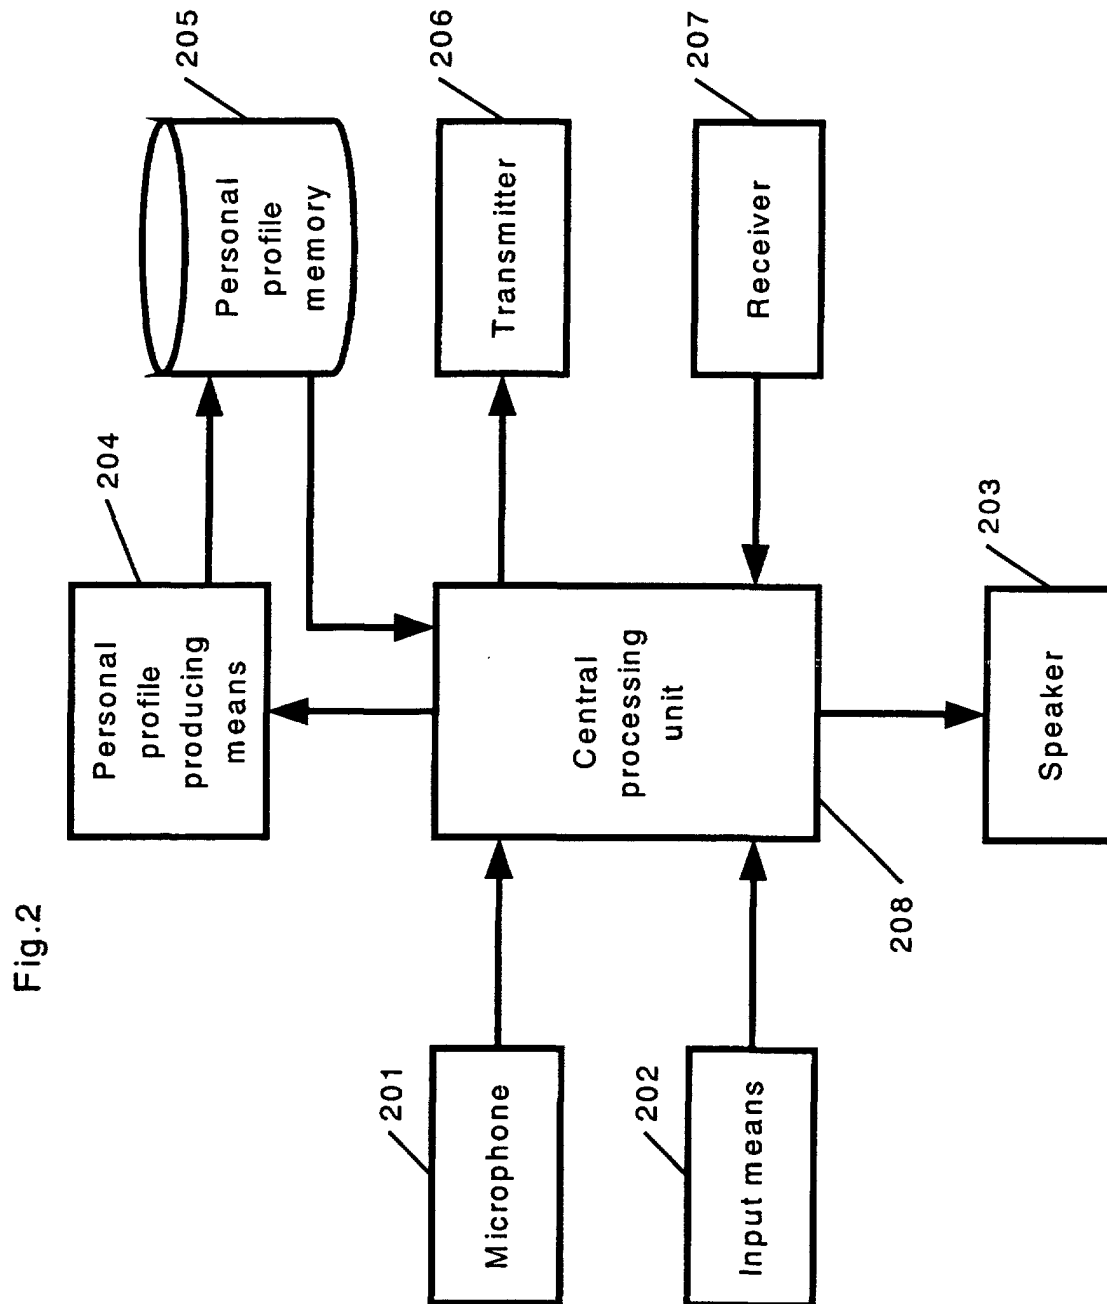 Fig.2
204
Personal
profile
producing
means
205
Personal
profile
memory
201
Microphone
Central
processing
unit
206
Transmitter
202
Input means
208
207
Receiver
203
Speaker